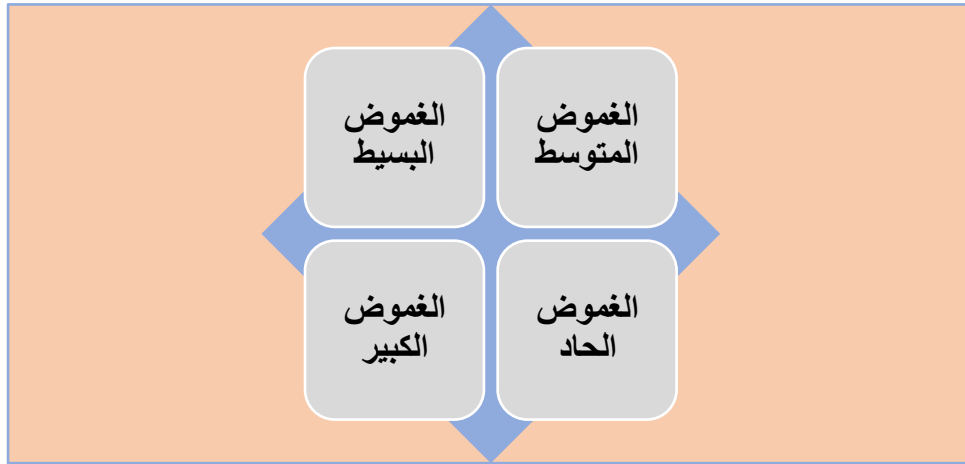 الغموض
المتوسط
الغموض
البسيط
الغموض
الحاد
الغموض
الكبير